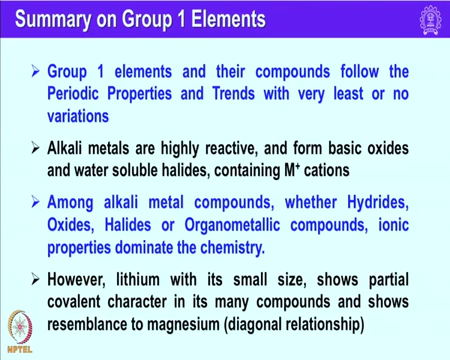 Summary on Group 1 Elements
➢ Group 1 elements and their compounds follow the
Periodic Properties and Trends with very least or no
variations
➢ Alkali metals are highly reactive, and form basic oxides
and water soluble halides, containing M⁺ cations
➢ Among alkali metal compounds, whether Hydrides,
Oxides, Halides or Organometallic compounds, ionic
properties dominate the chemistry.
➢ However, lithium with its small size, shows partial
covalent character in its many compounds and shows
resemblance to magnesium (diagonal relationship)
NPTEL